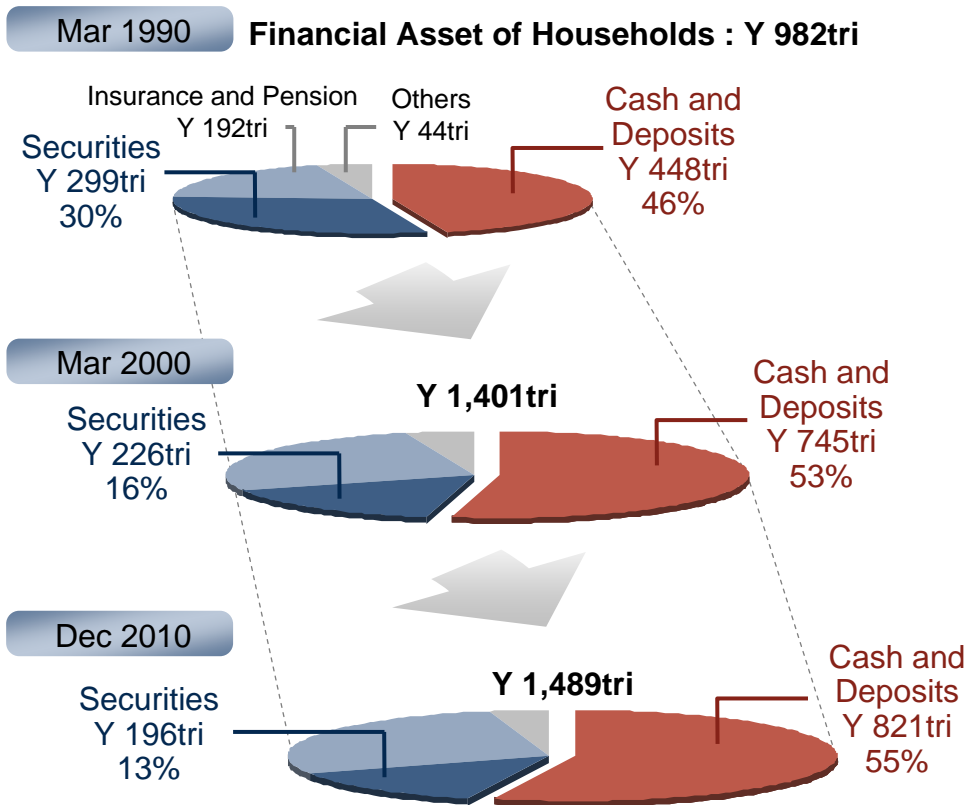 Mar 1990
Financial Asset of Households : Y 982tri
Insurance and Pension
Y 192tri
Others
Y 44tri
Cash and
Deposits
Y 448tri
46%
Securities
Y 299tri
30%
Mar 2000
Y 1,401tri
Securities
Y 226tri
16%
Cash and
Deposits
Y 745tri
53%
Dec 2010
Y 1,489tri
Securities
Y 196tri
13%
Cash and
Deposits
Y 821tri
55%